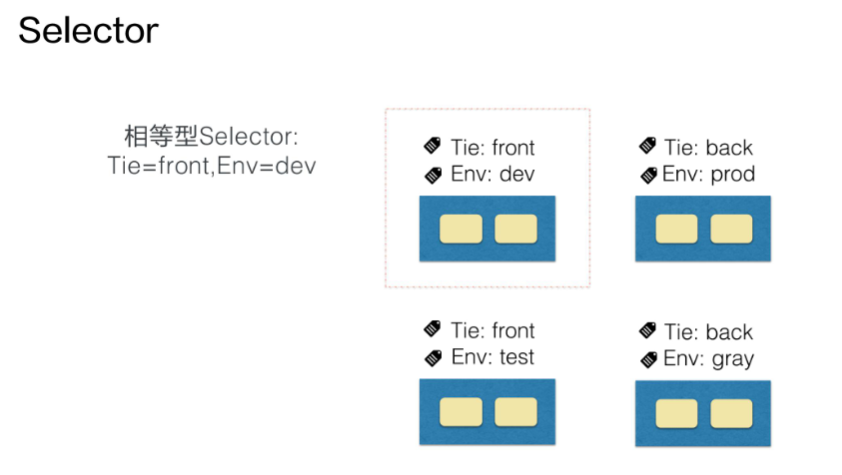 Selector
相等型Selector:
Tie=front,Env=dev
Tie: front
Env: dev
Tie: back
Env: prod
Tie: front
Env: test
Tie: back
Env: gray